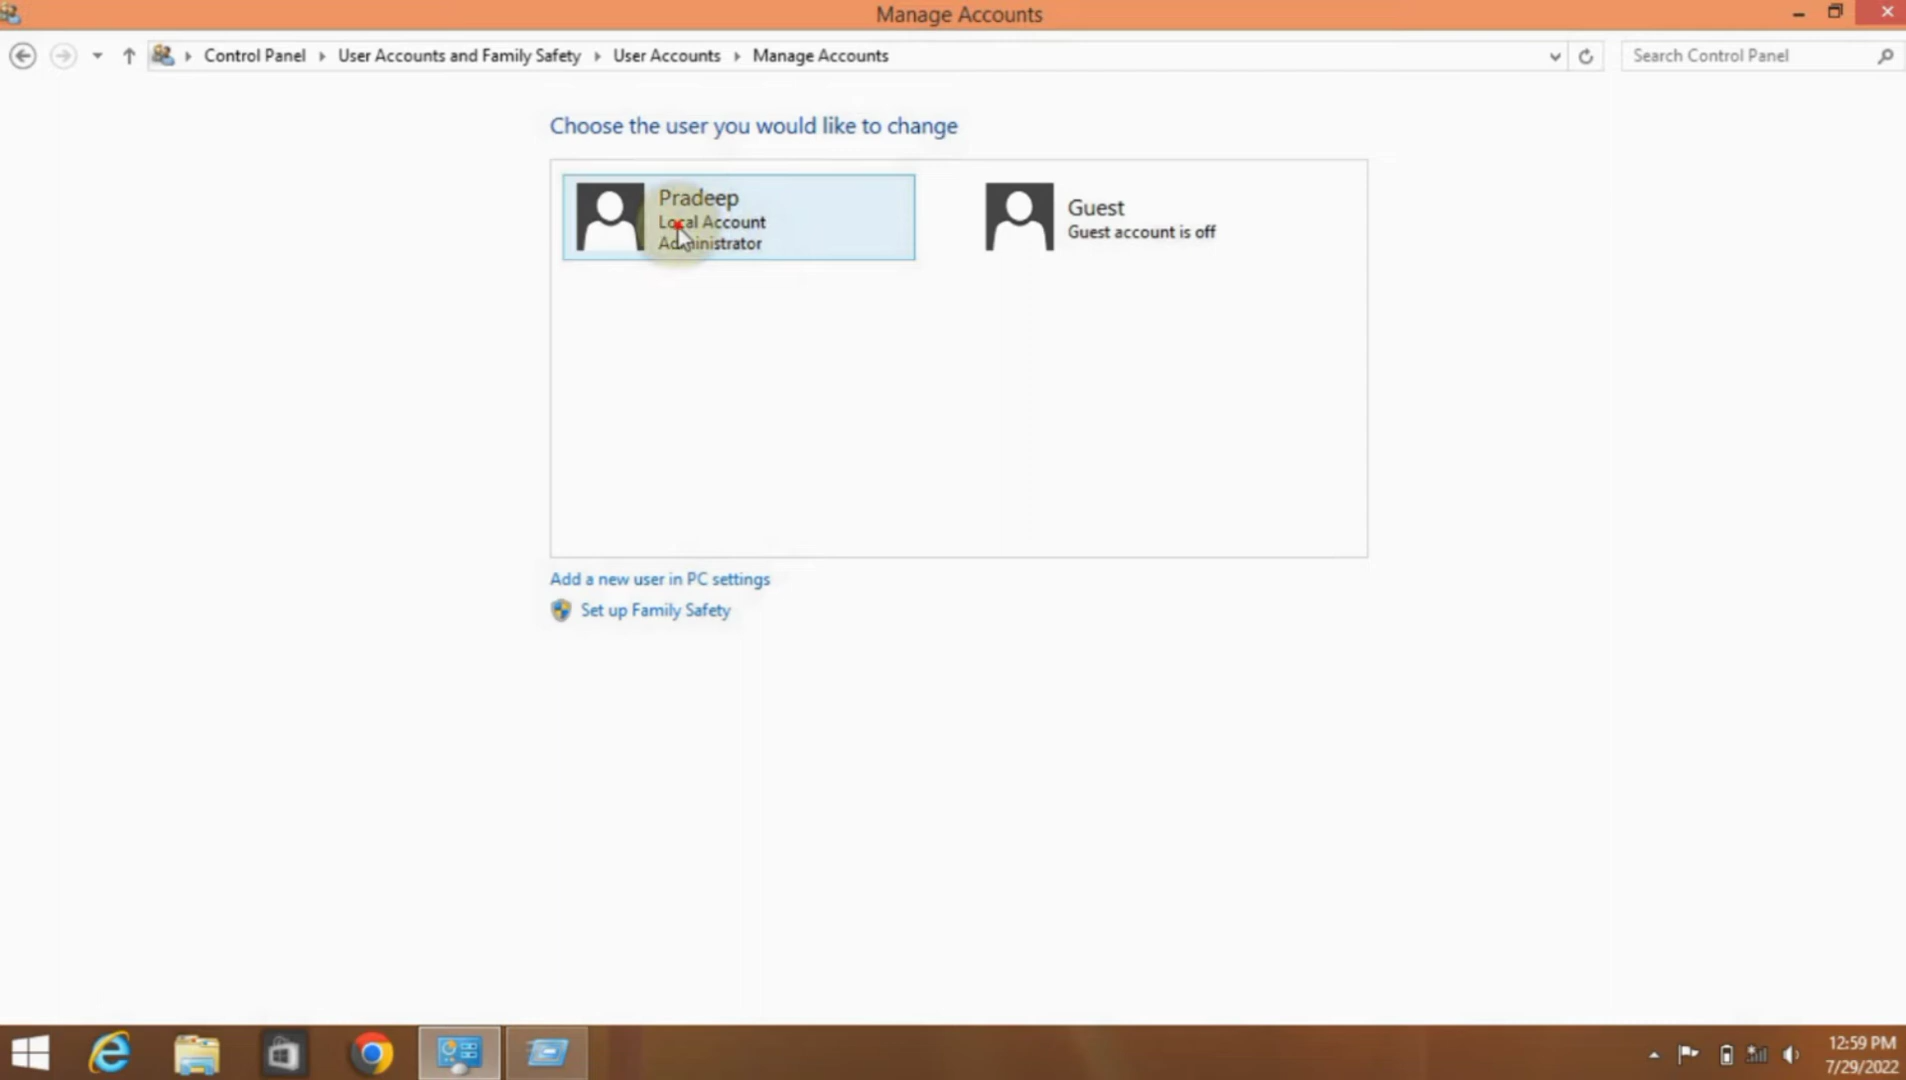 Manage Accounts
Control Panel
User Accounts and Family Safety
User Accounts
Manage Accounts
Search Control Panel
Choose the user you would like to change
Pradeep
Local Account
Administrator
Guest
Guest account is off
Add a new user in PC settings
Set up Family Safety
12:59 PM
7/29/2022